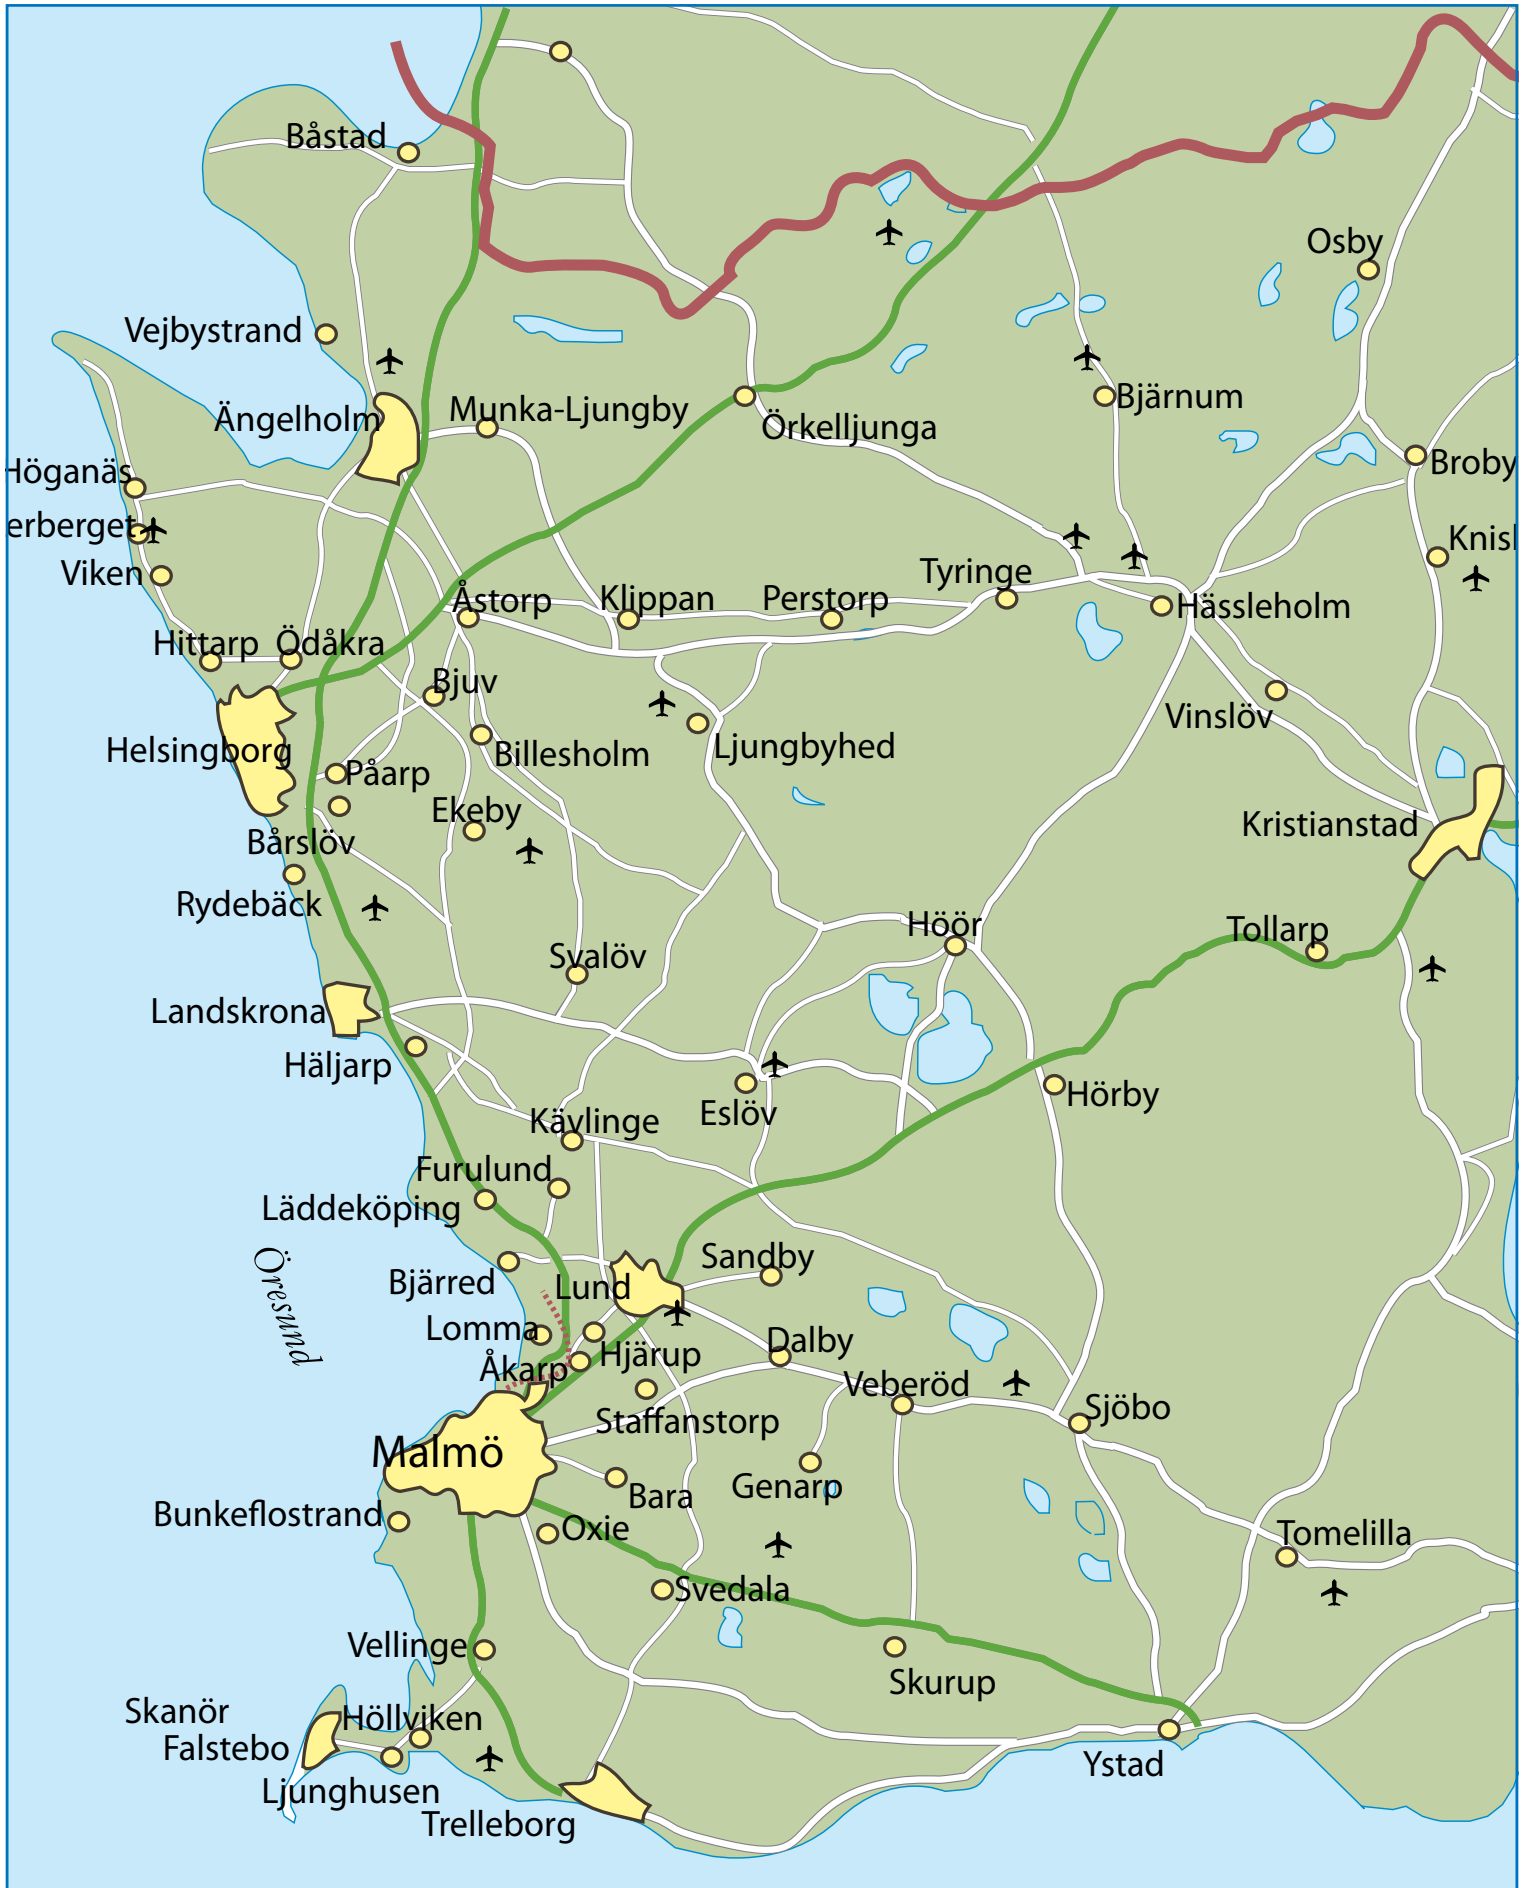 Båstad
Osby
Vejbystrand
Bjärnum
Munka-Ljungby
Ängelholm
Örkelljunga
Broby
Höganäs
erberget
Knisl
Viken
Tyringe
Åstorp
Klippan
Perstorp
Hässleholm
Hittarp
Ödåkra
Bjuv
Vinslöv
Helsingborg
Billesholm
Ljungbyhed
Påarp
Ekeby
Kristianstad
Bårslöv
Rydebäck
Höör
Tollarp
Svalöv
Landskrona
Häljarp
Hörby
Eslöv
Kävlinge
Furulund
Läddeköping
Öresund
Sandby
Bjärred
Lund
Lomma
Dalby
Hjärup
Åkarp
Veberöd
Sjöbo
Staffanstorp
Malmö
Genarp
Bara
Bunkeflostrand
Oxie
Tomelilla
Svedala
Vellinge
Skurup
Skanör
Falstebo
Höllviken
Ystad
Ljunghusen
Trelleborg